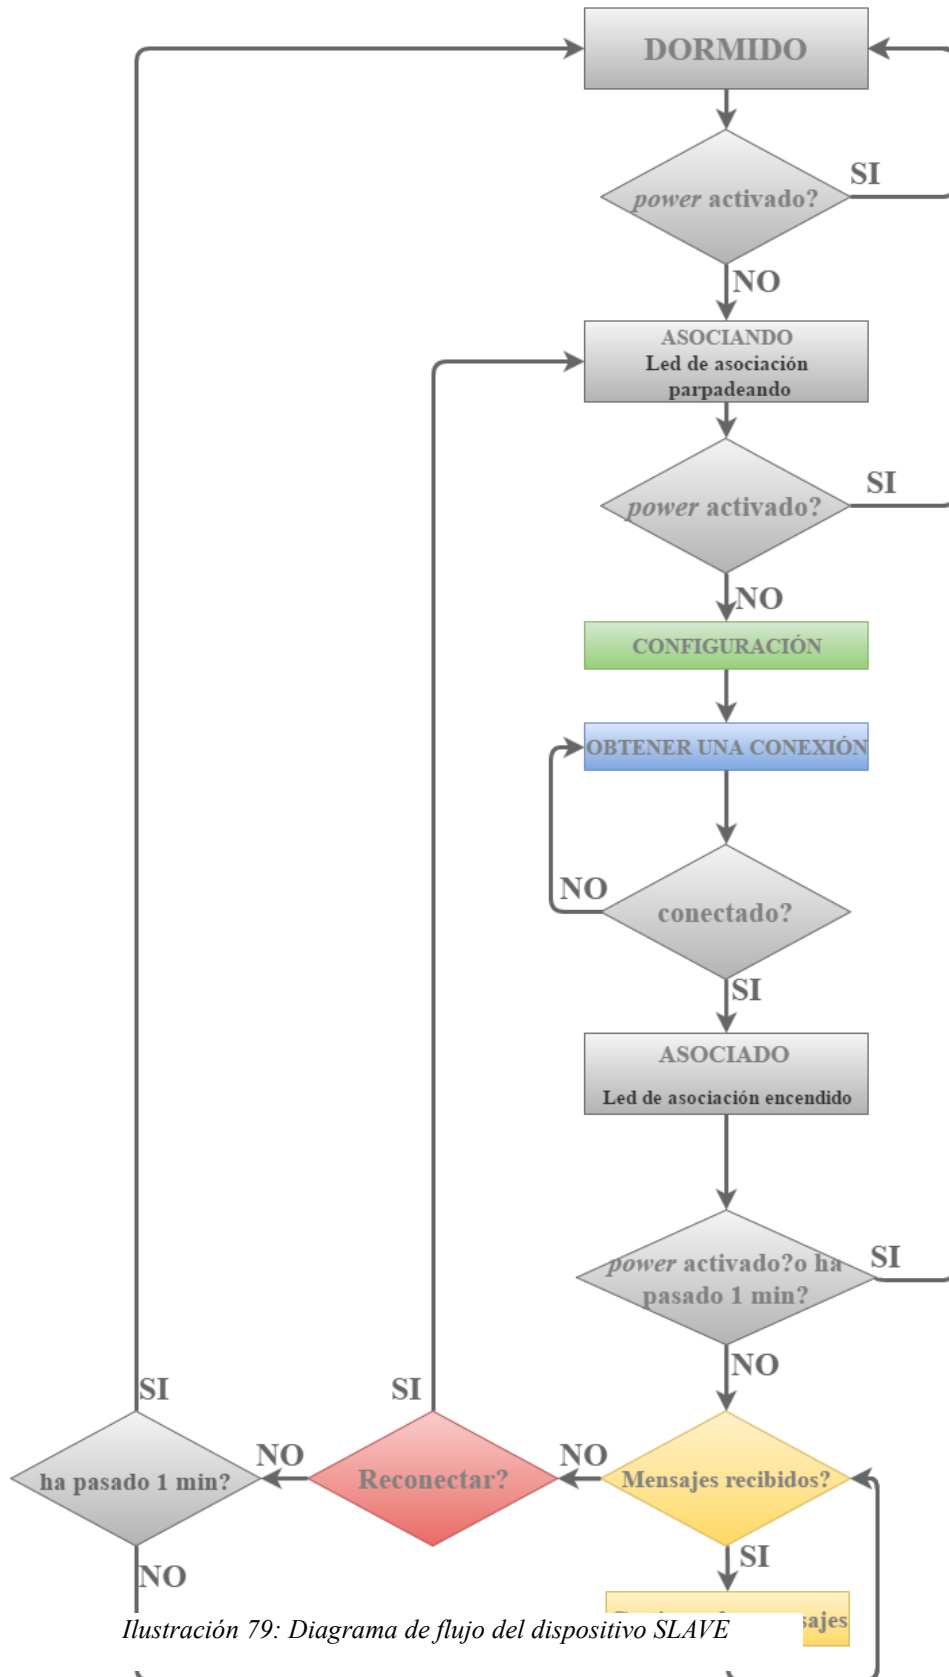 DORMIDO
power activado?
SI
NO
ASOCIANDO
Led de asociación
parpadeando
power activado?
SI
NO
CONFIGURACIÓN
OBTENER UNA CONEXIÓN
NO
conectado?
SI
ASOCIADO
Led de asociación encendido
power activado?o ha
pasado 1 min?
SI
NO
SI
SI
ha pasado 1 min?
NO
Reconectar?
NO
Mensajes recibidos?
NO
SI
Ilustración 79: Diagrama de flujo del dispositivo SLAVE